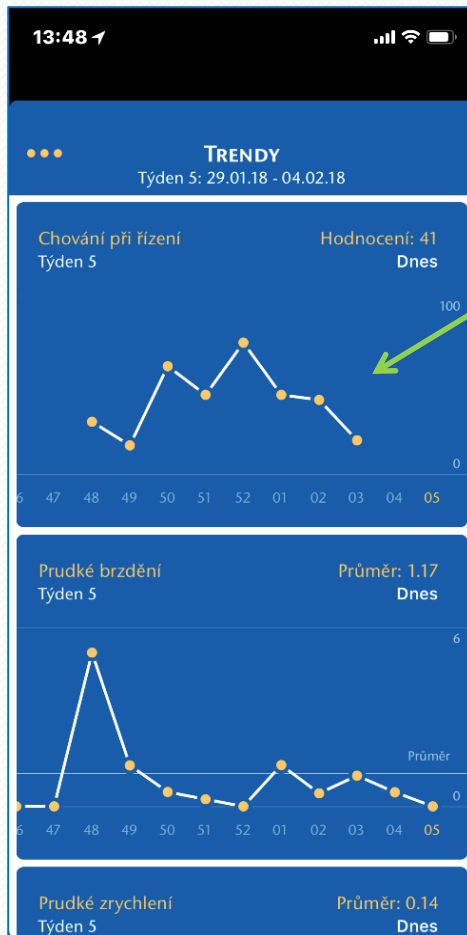 13:48
TRENDY
Týden 5: 29.01.18 - 04.02.18
Chování při řízení Hodnocení: 41
Týden 5 Dnes
100
0
6 47 48 49 50 51 52 01 02 03 04 05
Prudké brzdění Průměr: 1.17
Týden 5 Dnes
6
Průměr
0
6 47 48 49 50 51 52 01 02 03 04 05
Prudké zrychlení Průměr: 0.14
Týden 5 Dnes